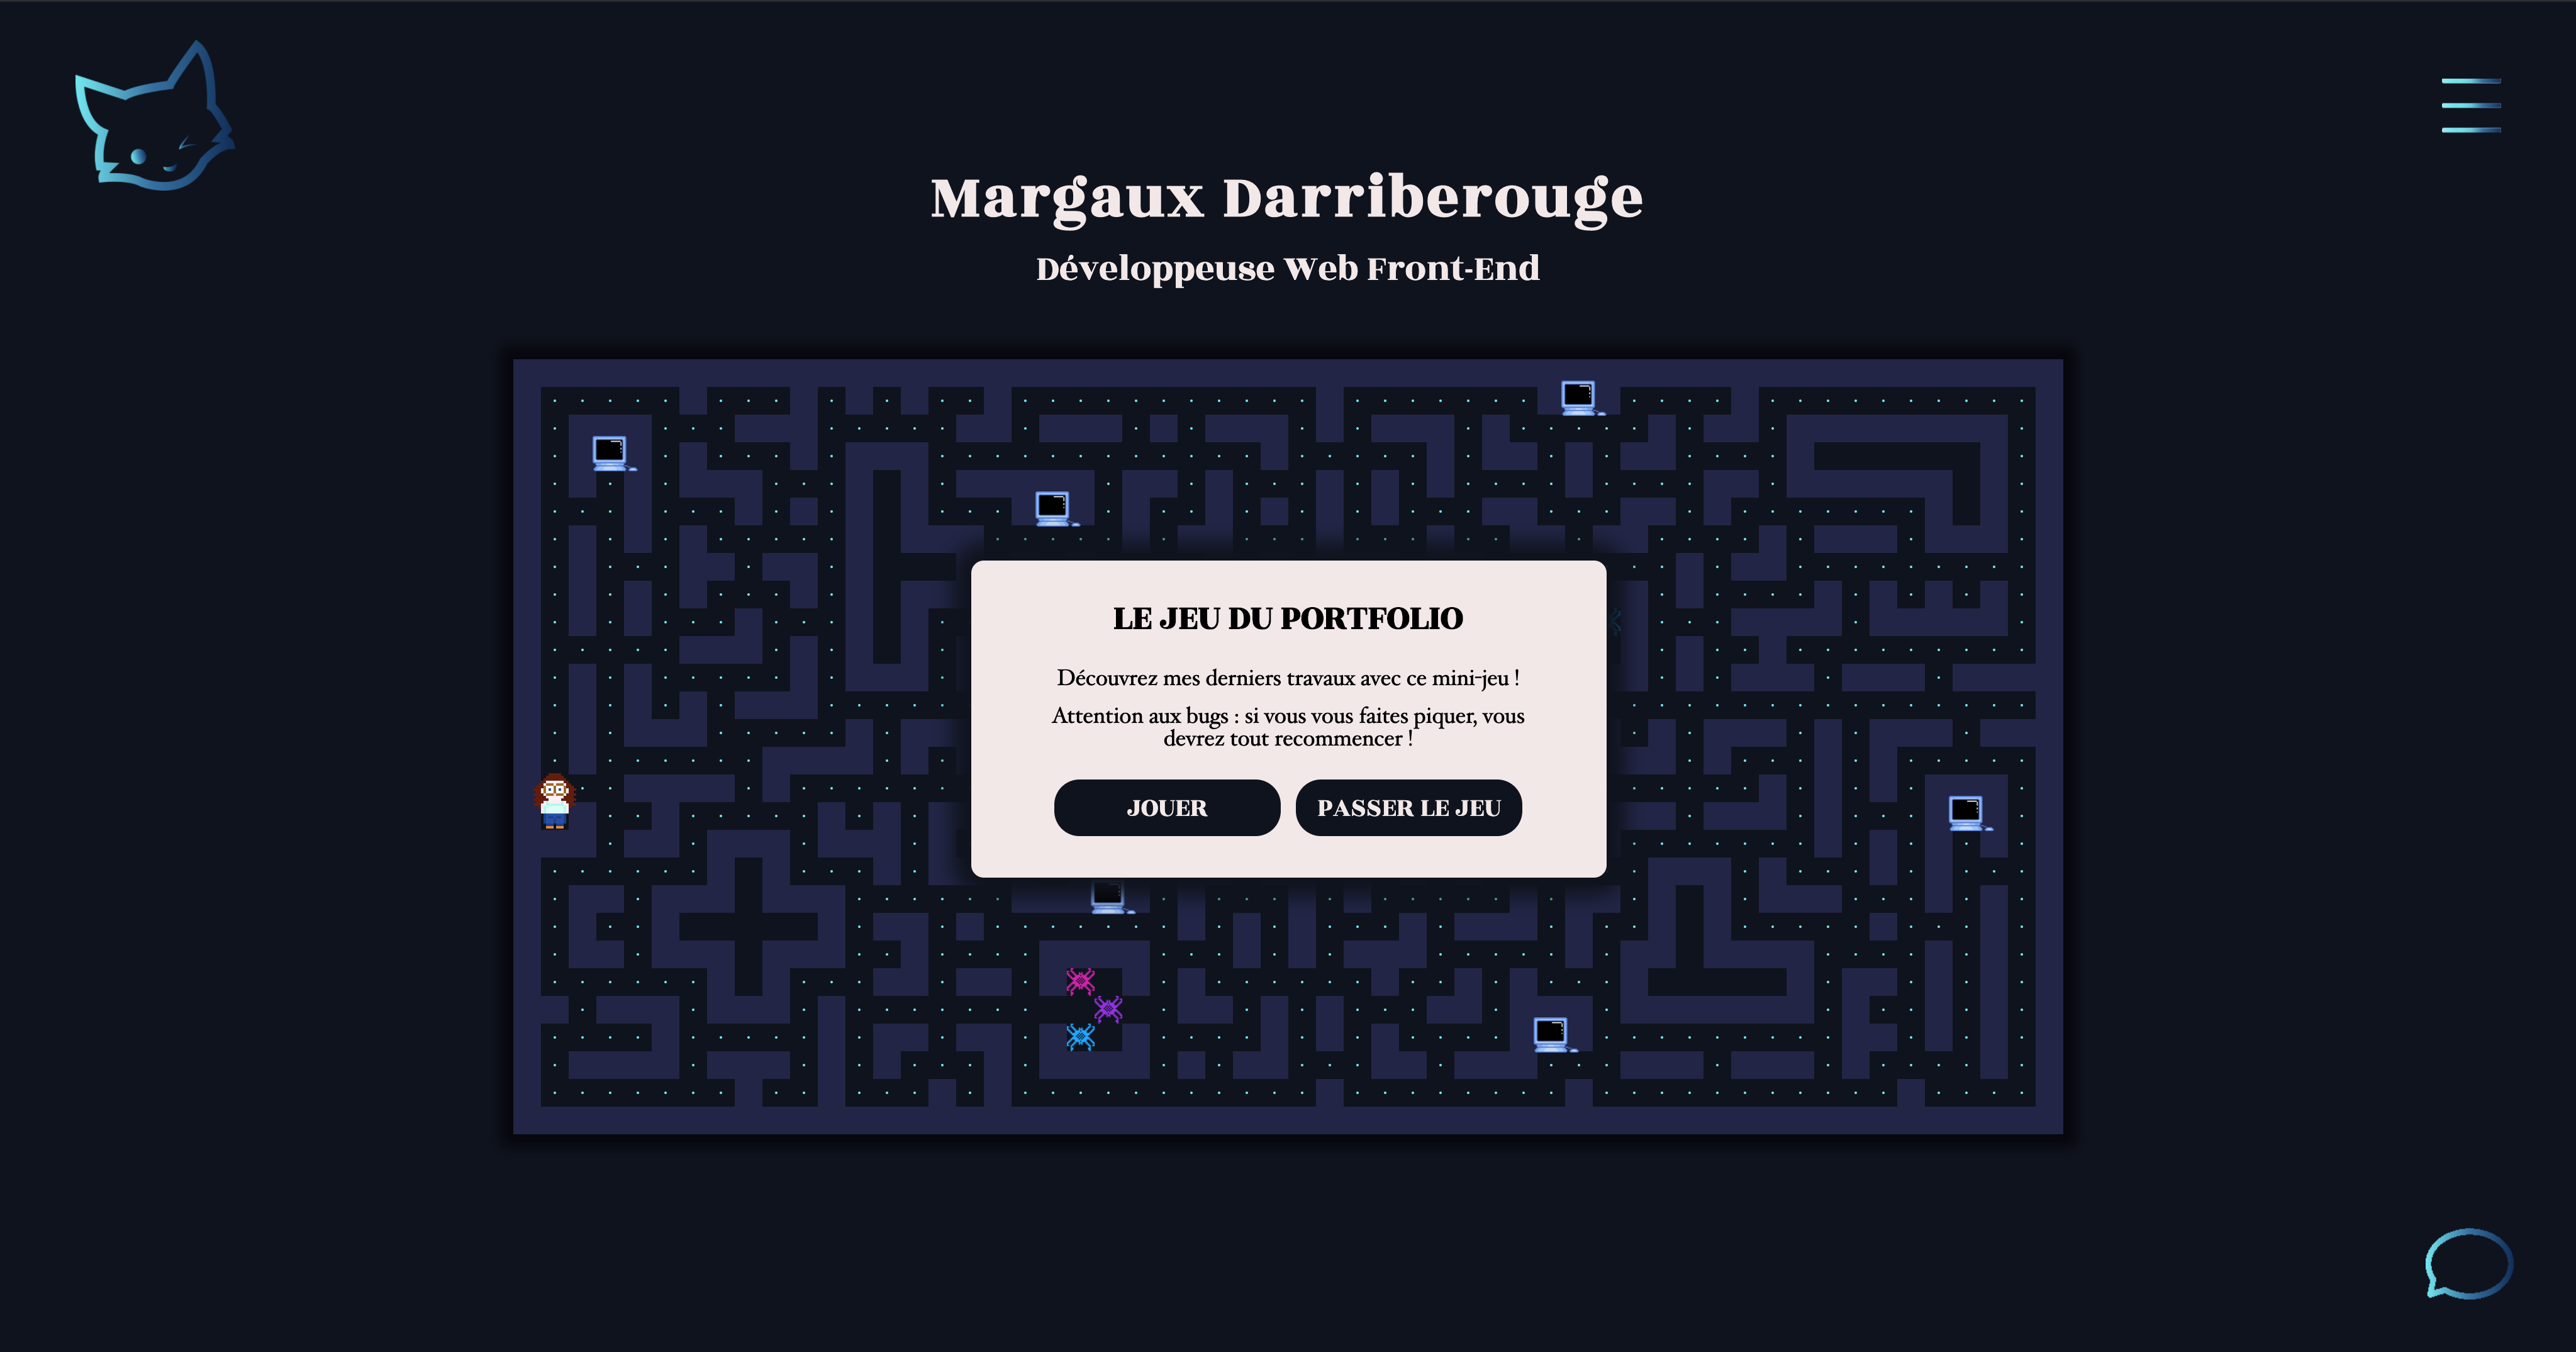 Margaux Darriberouge
Développeuse Web Front-End
LE JEU DU PORTFOLIO
Découvrez mes derniers travaux avec ce mini-jeu !
Attention aux bugs : si vous vous faites piquer, vous
devrez tout recommencer !
JOUER
PASSER LE JEU